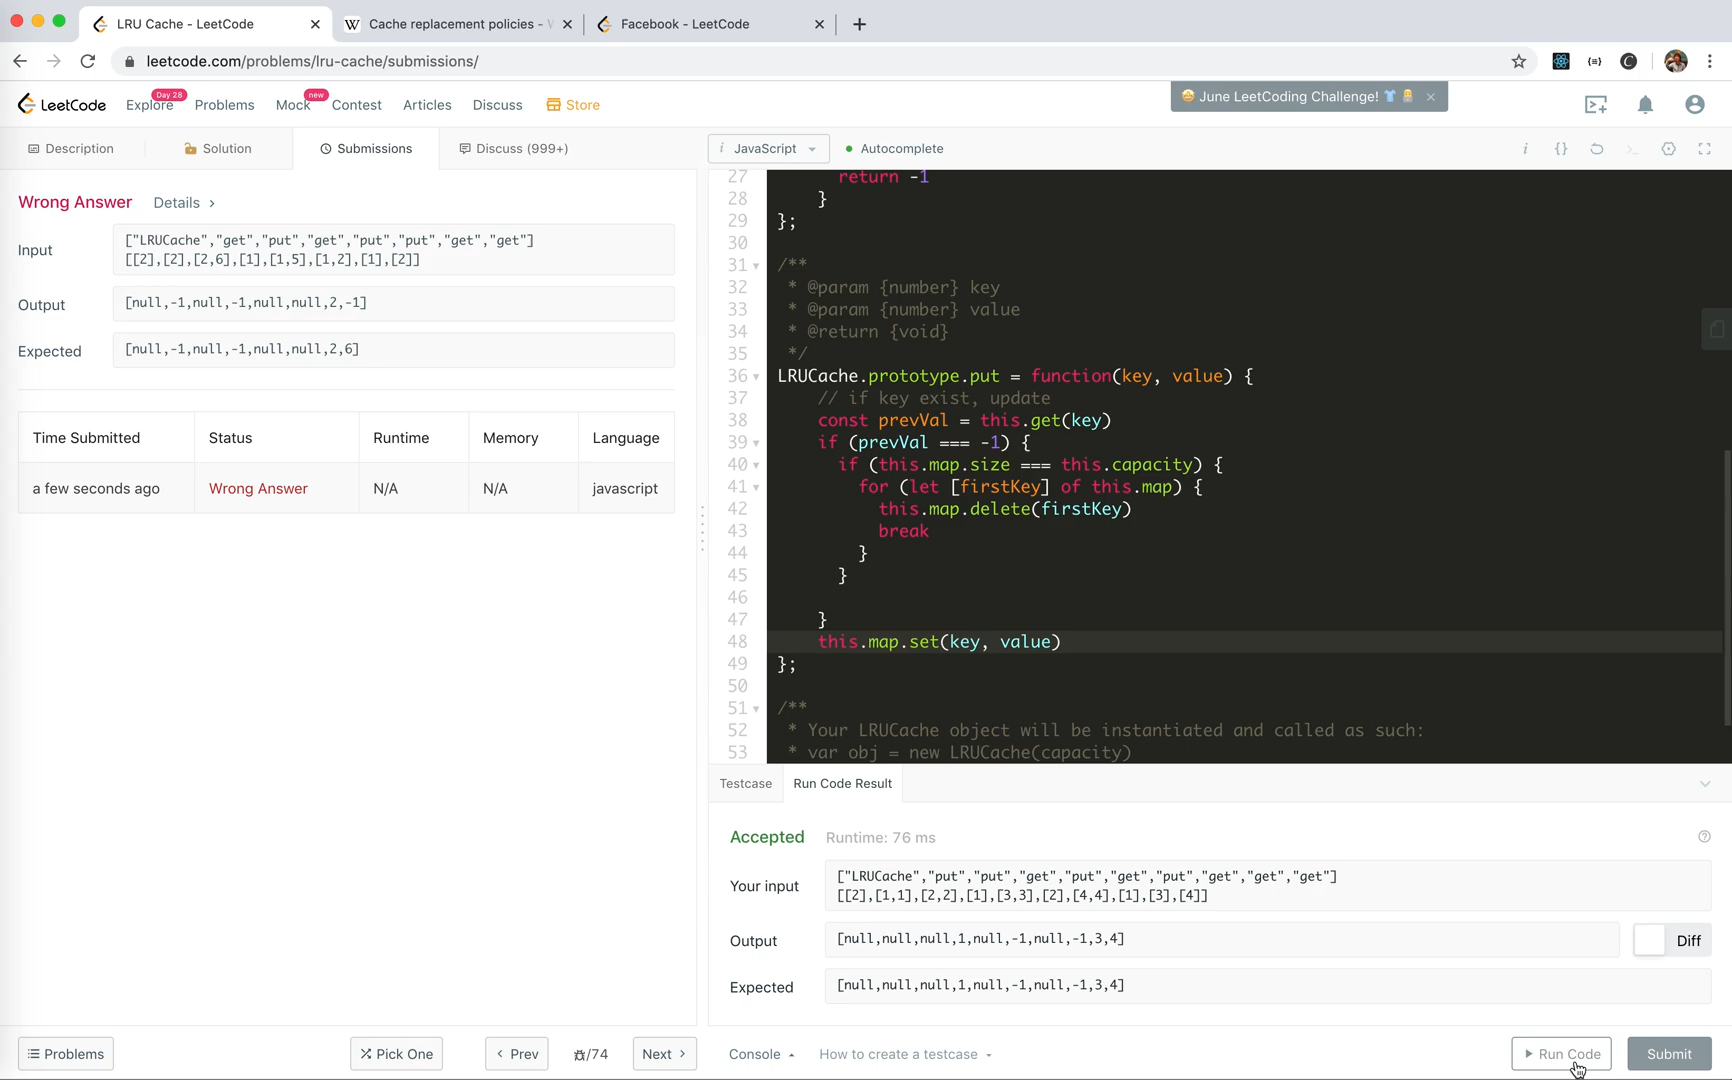 LRU Cache - LeetCode
Cache replacement policies -
Facebook - LeetCode
leetcode.com/problems/lru-cache/submissions/
LeetCode
Explore
Day 28
Problems
Mock
new
Contest
Articles
Discuss
Store
June LeetCoding Challenge!
Description
Solution
Submissions
Discuss (999+)
i JavaScript
Autocomplete
Wrong Answer
Details >
Input
["LRUCache","get","put","get","put","put","get","get"]
[[2],[2],[2,6],[1],[1,5],[1,2],[1],[2]]
Output
[null,-1,null,-1,null,null,2,-1]
Expected
[null,-1,null,-1,null,null,2,6]
Time Submitted Status Runtime Memory Language
a few seconds ago Wrong Answer N/A N/A javascript
27 return -1
28 }
29 };
30
31 /**
32 * @param {number} key
33 * @param {number} value
34 * @return {void}
35 */
36 LRUCache.prototype.put = function(key, value) {
37 // if key exist, update
38 const prevVal = this.get(key)
39 if (prevVal === -1) {
40 if (this.map.size === this.capacity) {
41 for (let [firstKey] of this.map) {
42 this.map.delete(firstKey)
43 break
44 }
45 }
46
47 }
48 this.map.set(key, value)
49 };
50
51 /**
52 * Your LRUCache object will be instantiated and called as such:
53 * var obj = new LRUCache(capacity)
Testcase
Run Code Result
Accepted
Runtime: 76 ms
Your input
["LRUCache","put","put","get","put","get","put","get","get","get"]
[[2],[1,1],[2,2],[1],[3,3],[2],[4,4],[1],[3],[4]]
Output
[null,null,null,1,null,-1,null,-1,3,4]
Diff
Expected
[null,null,null,1,null,-1,null,-1,3,4]
Problems
Pick One
< Prev
/74
Next >
Console
How to create a testcase
Run Code
Submit